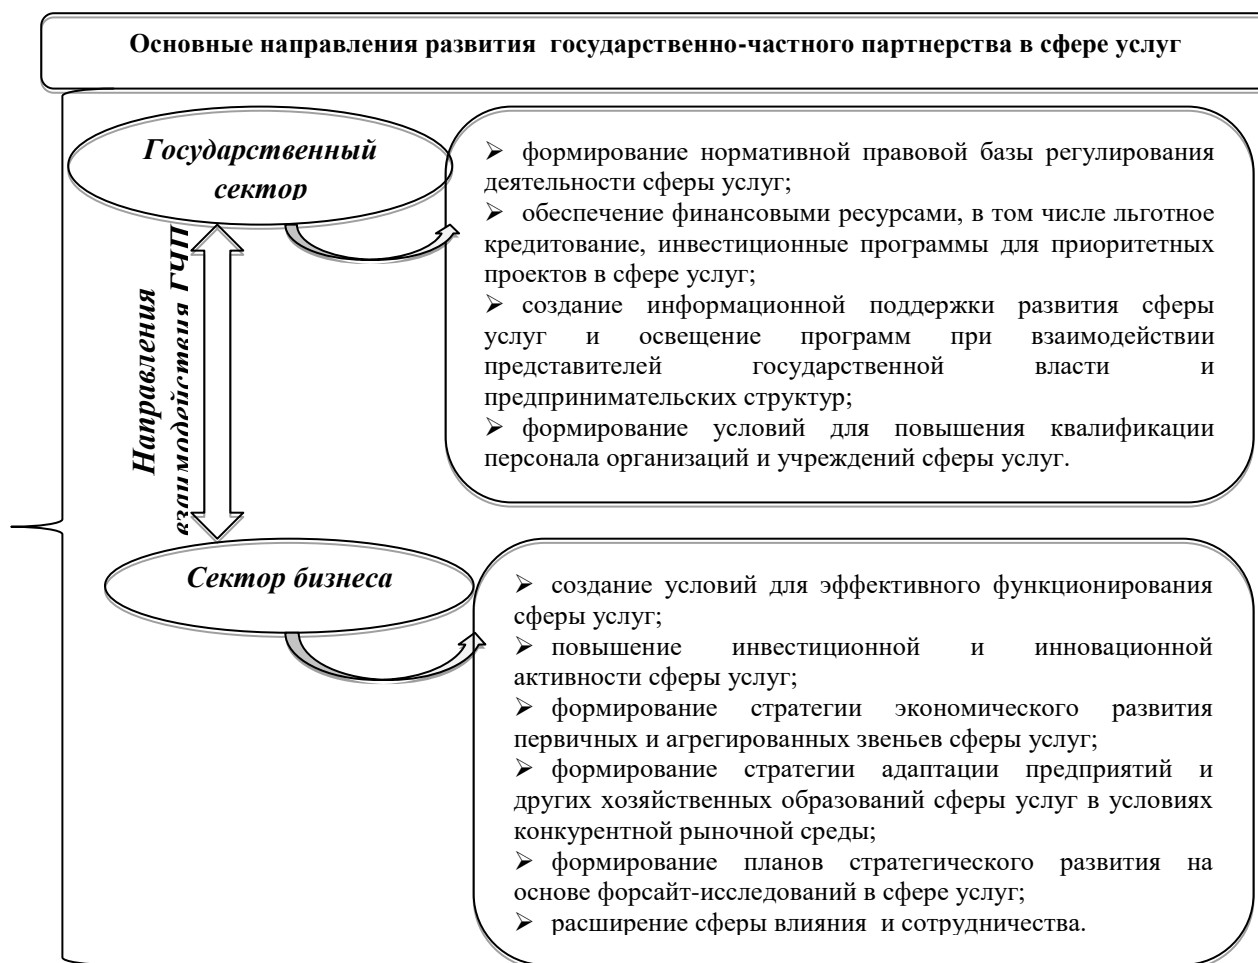 Основные направления развития государственно-частного партнерства в сфере услуг
Государственный
сектор
➢ формирование нормативной правовой базы регулирования
деятельности сферы услуг;
➢ обеспечение финансовыми ресурсами, в том числе льготное
кредитование, инвестиционные программы для приоритетных
проектов в сфере услуг;
➢ создание информационной поддержки развития сферы
услуг и освещение программ при взаимодействии
представителей государственной власти и
предпринимательских структур;
➢ формирование условий для повышения квалификации
персонала организаций и учреждений сферы услуг.
Направления
взаимодействия ГЧП
Сектор бизнеса
➢ создание условий для эффективного функционирования
сферы услуг;
➢ повышение инвестиционной и инновационной
активности сферы услуг;
➢ формирование стратегии экономического развития
первичных и агрегированных звеньев сферы услуг;
➢ формирование стратегии адаптации предприятий и
других хозяйственных образований сферы услуг в условиях
конкурентной рыночной среды;
➢ формирование планов стратегического развития на
основе форсайт-исследований в сфере услуг;
➢ расширение сферы влияния и сотрудничества.